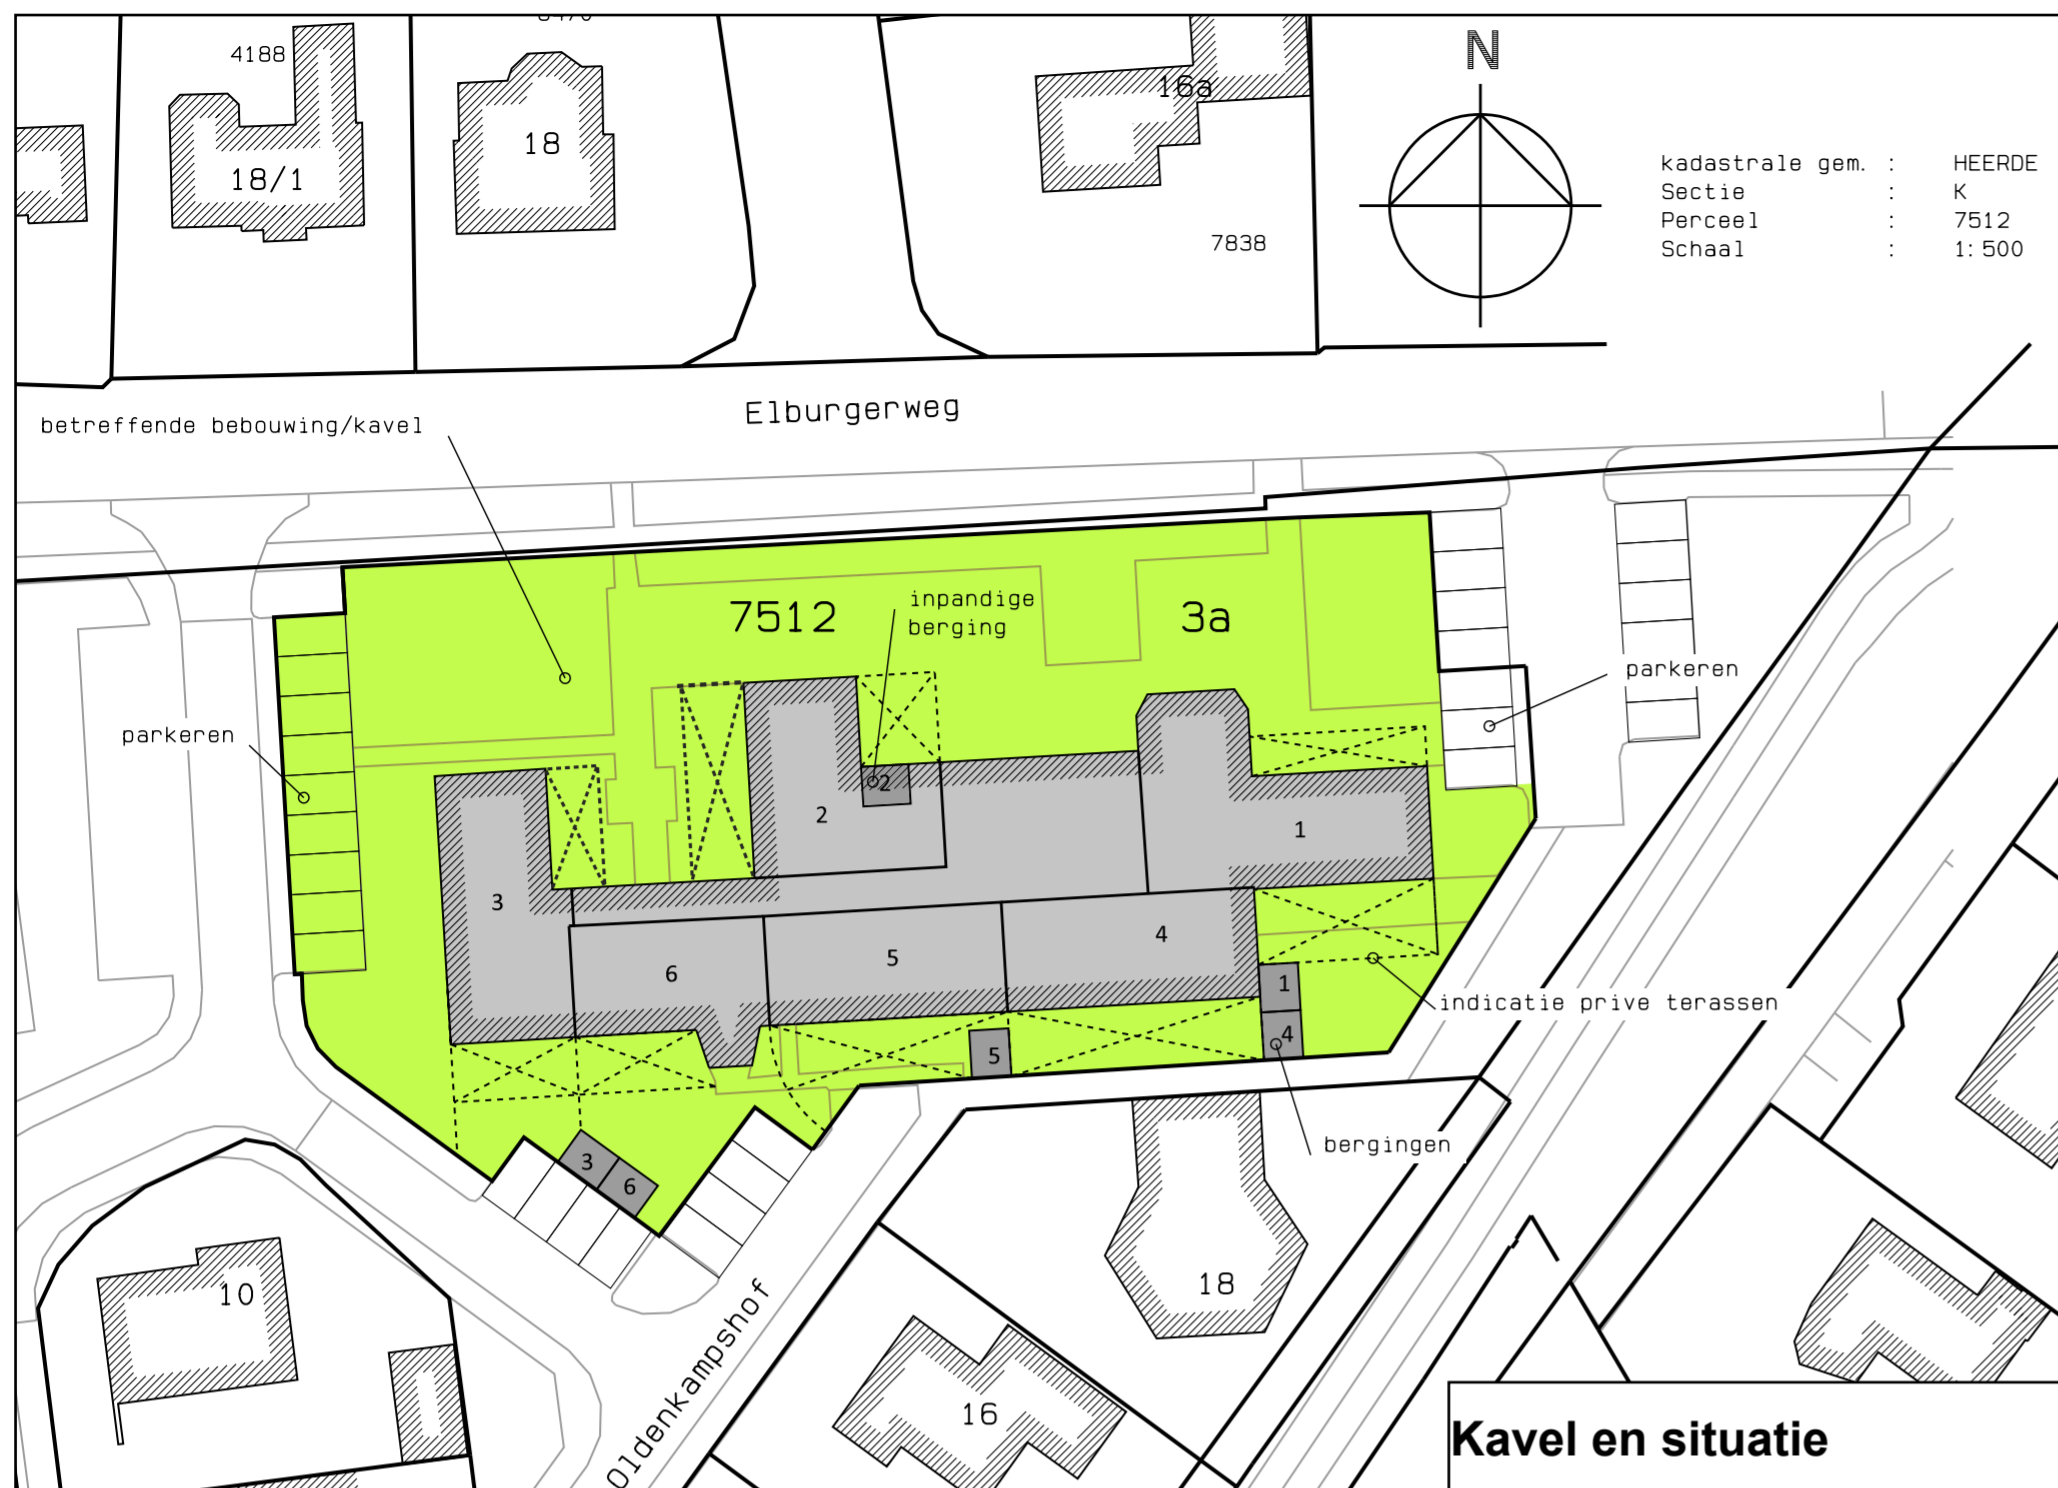 4188
18/1
18
16a
7838
N
kadastrale gem. : HEERDE
Sectie : K
Perceel : 7512
Schaal : 1:500
betreffende bebouwing/kavel
Elburgerweg
7512
3a
inpandige
berging
parkeren
parkeren
2
2
1
3
6
5
4
1
4
5
indicatie prive terassen
bergingen
3
6
10
18
16
Oldenkampshof
Kavel en situatie